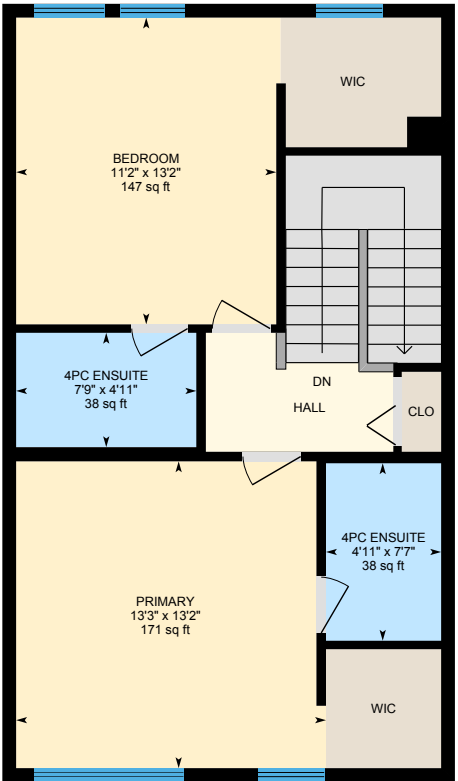 WIC
BEDROOM
11'2" x 13'2"
147 sq ft
4PC ENSUITE
7'9" x 4'11"
38 sq ft
DN
HALL
CLO
4PC ENSUITE
4'11" x 7'7"
38 sq ft
PRIMARY
13'3" x 13'2"
171 sq ft
WIC